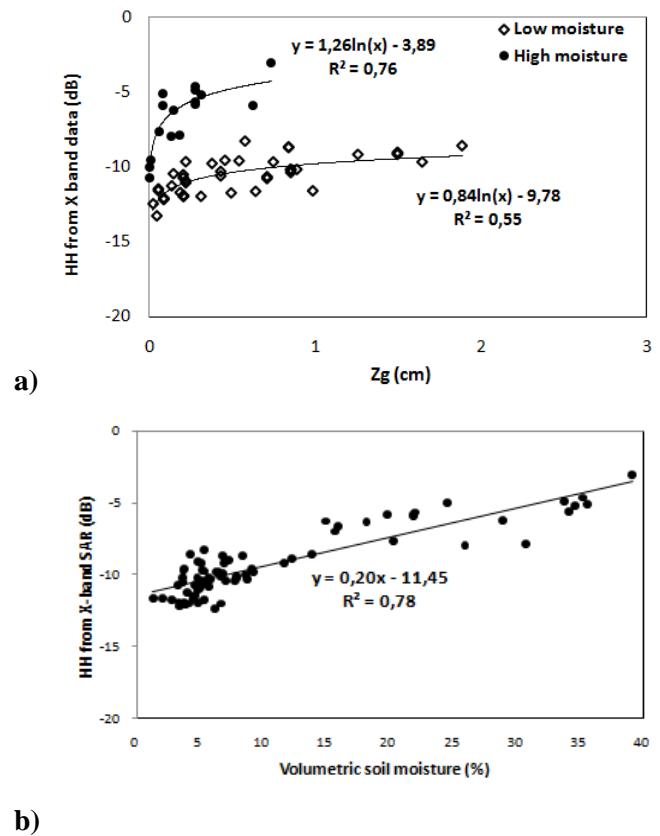 0
-5
-10
-15
-20
HH from X band data (dB)
y = 1,26ln(x) - 3,89
R² = 0,76
Low moisture
High moisture
y = 0,84ln(x) - 9,78
R² = 0,55
0 1 2 3
Zg (cm)
a)
0
-5
-10
-15
-20
HH from X-band SAR (dB)
y = 0,20x - 11,45
R² = 0,78
0 5 10 15 20 25 30 35 40
Volumetric soil moisture (%)
b)